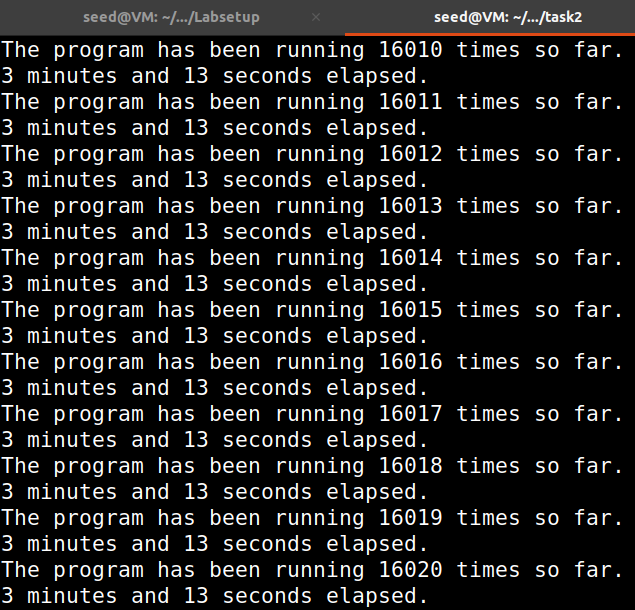 seed@VM: ~/.../Labsetup × seed@VM: ~/.../task2
The program has been running 16010 times so far.
3 minutes and 13 seconds elapsed.
The program has been running 16011 times so far.
3 minutes and 13 seconds elapsed.
The program has been running 16012 times so far.
3 minutes and 13 seconds elapsed.
The program has been running 16013 times so far.
3 minutes and 13 seconds elapsed.
The program has been running 16014 times so far.
3 minutes and 13 seconds elapsed.
The program has been running 16015 times so far.
3 minutes and 13 seconds elapsed.
The program has been running 16016 times so far.
3 minutes and 13 seconds elapsed.
The program has been running 16017 times so far.
3 minutes and 13 seconds elapsed.
The program has been running 16018 times so far.
3 minutes and 13 seconds elapsed.
The program has been running 16019 times so far.
3 minutes and 13 seconds elapsed.
The program has been running 16020 times so far.
3 minutes and 13 seconds elapsed.